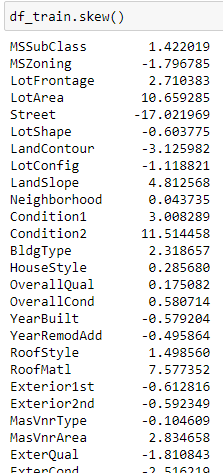 df_train.skew()
MSSubClass 1.422019
MSZoning -1.796785
LotFrontage 2.710383
LotArea 10.659285
Street -17.021969
LotShape -0.603775
LandContour -3.125982
LotConfig -1.118821
LandSlope 4.812568
Neighborhood 0.043735
Condition1 3.008289
Condition2 11.514458
BldgType 2.318657
HouseStyle 0.285680
OverallQual 0.175082
OverallCond 0.580714
YearBuilt -0.579204
YearRemodAdd -0.495864
RoofStyle 1.498560
RoofMatl 7.577352
Exterior1st -0.612816
Exterior2nd -0.592349
MasVnrType -0.104609
MasVnrArea 2.834658
ExterQual -1.810843
ExterCond -2.516219